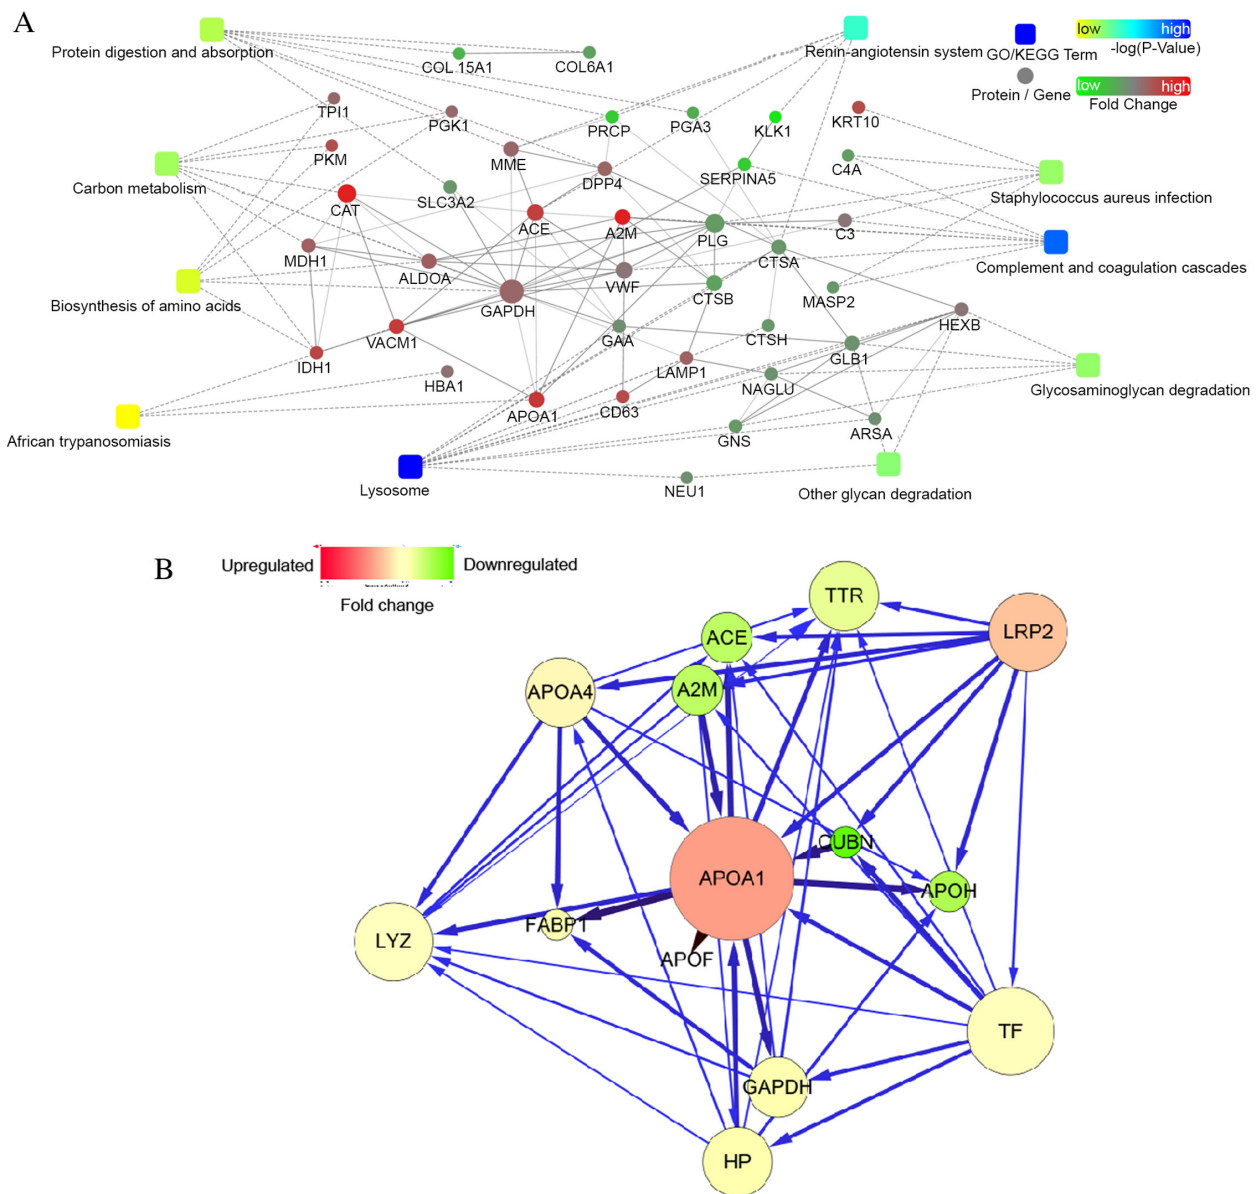 A
Protein digestion and absorption
COL 15A1
COL6A1
Renin-angiotensin system
GO/KEGG Term
low
high
-log(P-Value)
Protein / Gene
low
high
Fold Change
TPI1
PGK1
PRCP
PGA3
KLK1
KRT10
PKM
MME
DPP4
SERPINA5
C4A
Carbon metabolism
CAT
SLC3A2
Staphylococcus aureus infection
ACE
A2M
PLG
C3
MDH1
ALDOA
VWF
CTSA
Complement and coagulation cascades
Biosynthesis of amino acids
GAPDH
CTSB
MASP2
HEXB
VACM1
GAA
CTSH
GLB1
IDH1
HBA1
LAMP1
NAGLU
Glycosaminoglycan degradation
APOA1
CD63
GNS
ARSA
African trypanosomiasis
Lysosome
NEU1
Other glycan degradation
B
Upregulated
Downregulated
Fold change
TTR
LRP2
ACE
A2M
APOA4
CUBN
APOA1
APOH
FABP1
LYZ
APOF
TF
GAPDH
HP